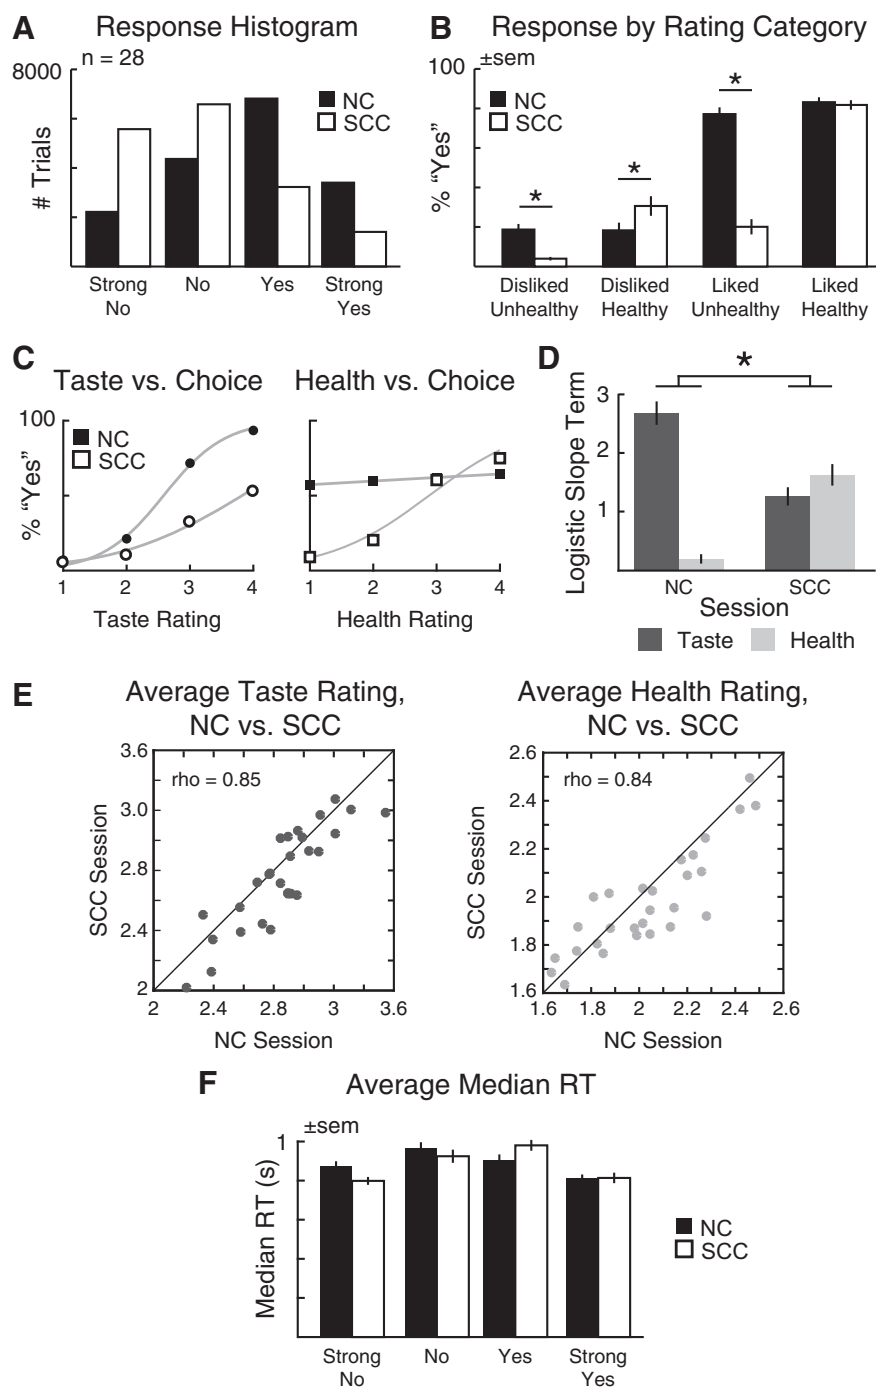 A Response Histogram
n = 28
8000
# Trials
NC
SCC
Strong No
No
Yes
Strong Yes
B Response by Rating Category
±sem
100
% “Yes”
NC
SCC
*
*
*
Disliked Unhealthy
Disliked Healthy
Liked Unhealthy
Liked Healthy
C
Taste vs. Choice
100
% “Yes”
NC
SCC
1 2 3 4
Taste Rating
Health vs. Choice
1 2 3 4
Health Rating
D
*
Logistic Slope Term
3
2
1
NC SCC
Session
Taste Health
E
Average Taste Rating,
NC vs. SCC
rho = 0.85
SCC Session
3.6
3.0
2.8
2.4
2
2 2.4 2.8 3 3.6
NC Session
Average Health Rating,
NC vs. SCC
rho = 0.84
SCC Session
2.6
2.4
2.2
2
1.8
1.6
1.6 1.8 2 2.2 2.4 2.6
NC Session
F Average Median RT
±sem
1
Median RT (s)
NC
SCC
Strong No
No
Yes
Strong Yes